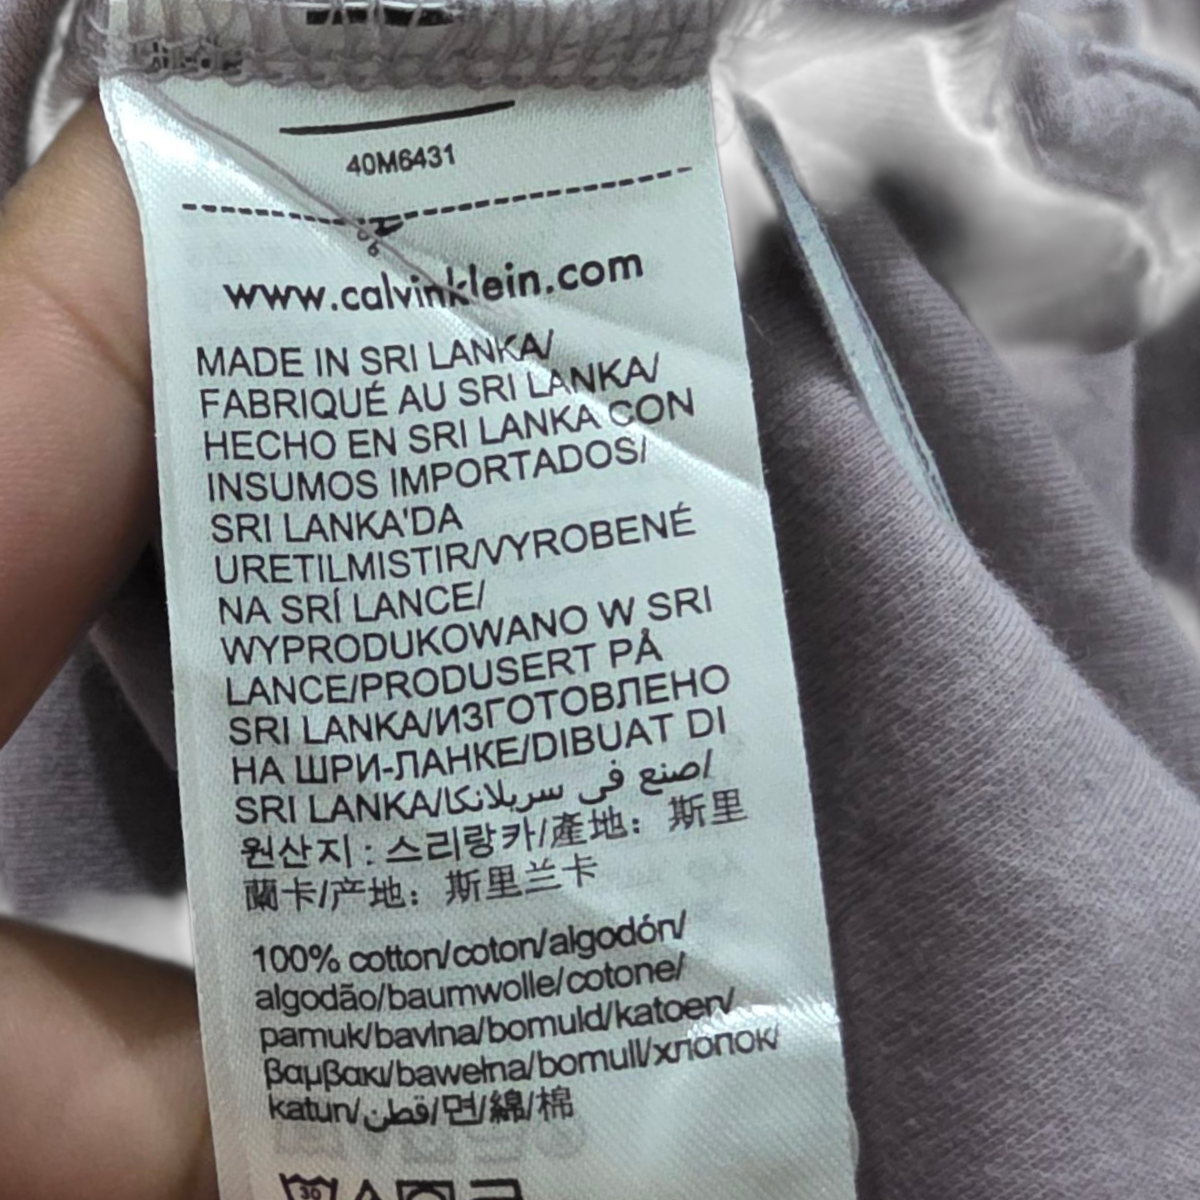 40M6431
www.calvinklein.com
MADE IN SRI LANKA/
FABRIQUÉ AU SRI LANKA/
HECHO EN SRI LANKA CON
INSUMOS IMPORTADOS/
SRI LANKA'DA
URETILMISTIR/VYROBENÉ
NA SRÍ LANCE/
WYPRODUKOWANO W SRI
LANCE/PRODUSERT PÅ
SRI LANKA/ИЗГОТОВЛЕНО
НА ШРИ-ЛАНКЕ/DIBUAT DI
SRI LANKA/صنع في سريلانكا/
원산지 : 스리랑카/產地：斯里
蘭卡/产地：斯里兰卡
100% cotton/coton/algodón/
algodão/baumwolle/cotone/
pamuk/bavlna/bomuld/katoen/
βαμβακι/bawełna/bomull/хлопок/
katun/قطن/면/綿/棉
30